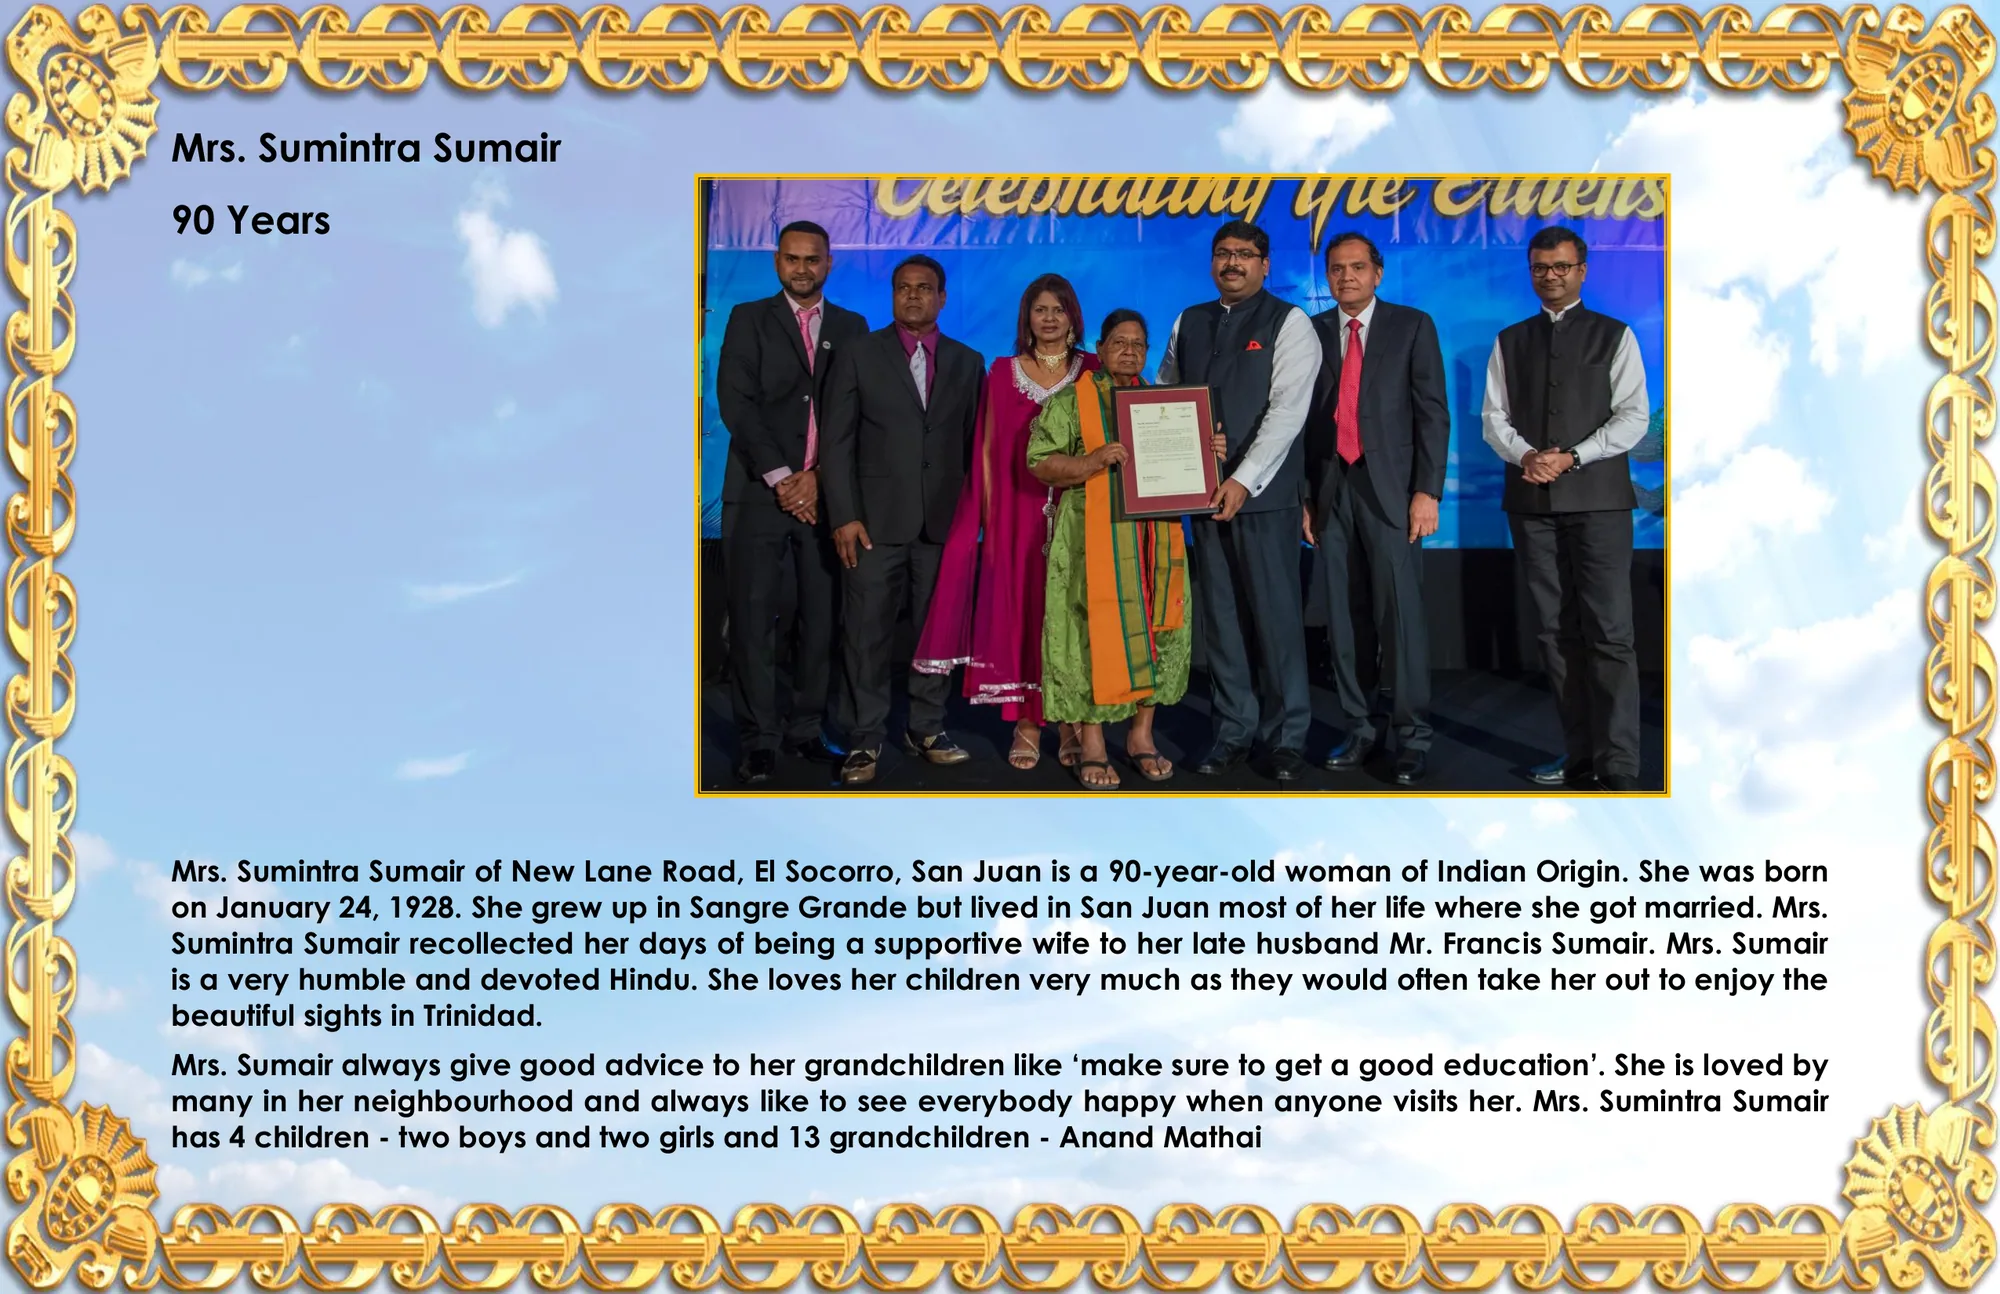 Mrs. Sumintra Sumair
90 Years
Celebrating the Elders
Mrs. Sumintra Sumair of New Lane Road, El Socorro, San Juan is a 90-year-old woman of Indian Origin. She was born
on January 24, 1928. She grew up in Sangre Grande but lived in San Juan most of her life where she got married. Mrs.
Sumintra Sumair recollected her days of being a supportive wife to her late husband Mr. Francis Sumair. Mrs. Sumair
is a very humble and devoted Hindu. She loves her children very much as they would often take her out to enjoy the
beautiful sights in Trinidad.
Mrs. Sumair always give good advice to her grandchildren like ‘make sure to get a good education’. She is loved by
many in her neighbourhood and always like to see everybody happy when anyone visits her. Mrs. Sumintra Sumair
has 4 children - two boys and two girls and 13 grandchildren - Anand Mathai